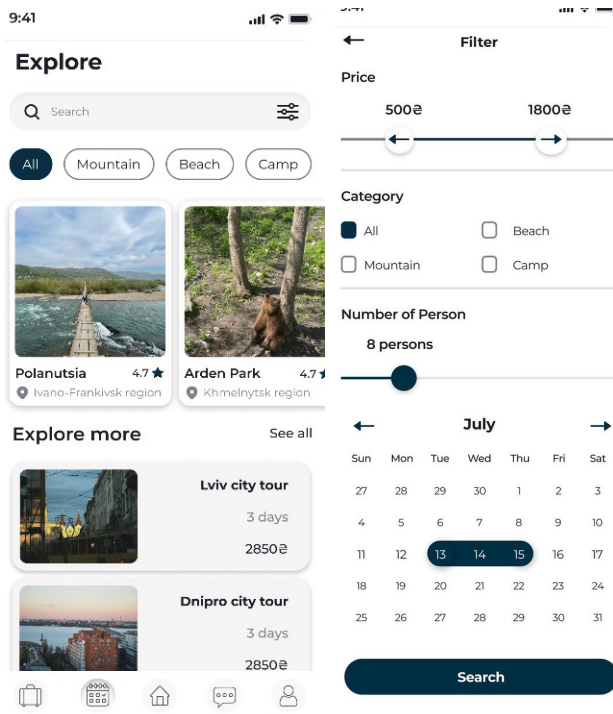 9:41
Explore
Search
All Mountain Beach Camp
Polanutsia 4.7
Ivano-Frankivsk region
Arden Park 4.7
Khmelnytsk region
Explore more See all
Lviv city tour
3 days
2850₴
Dnipro city tour
3 days
2850₴
9:41
Filter
Price
500₴ 1800₴
Category
All Beach
Mountain Camp
Number of Person
8 persons
July
Sun Mon Tue Wed Thu Fri Sat
27 28 29 30 1 2 3
4 5 6 7 8 9 10
11 12 13 14 15 16 17
18 19 20 21 22 23 24
25 26 27 28 29 30 31
Search